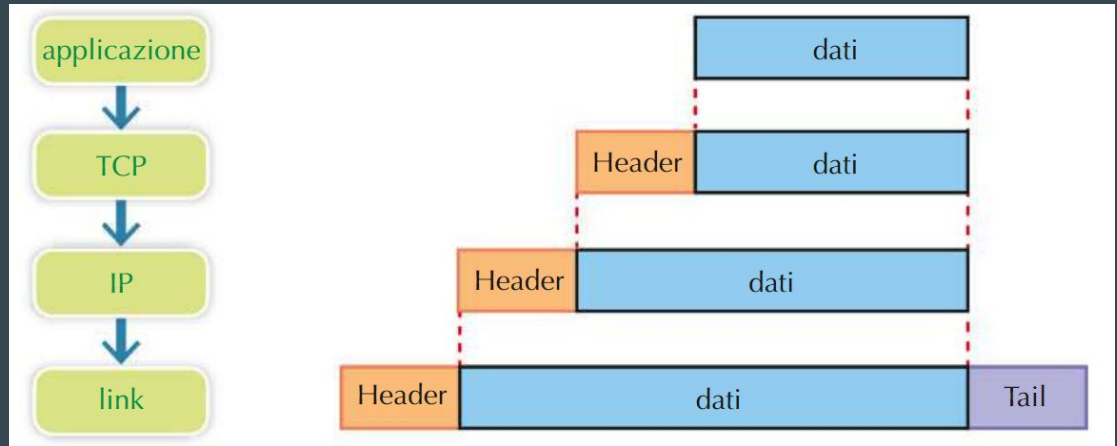 applicazione
dati
TCP
Header
dati
IP
Header
dati
link
Header
dati
Tail